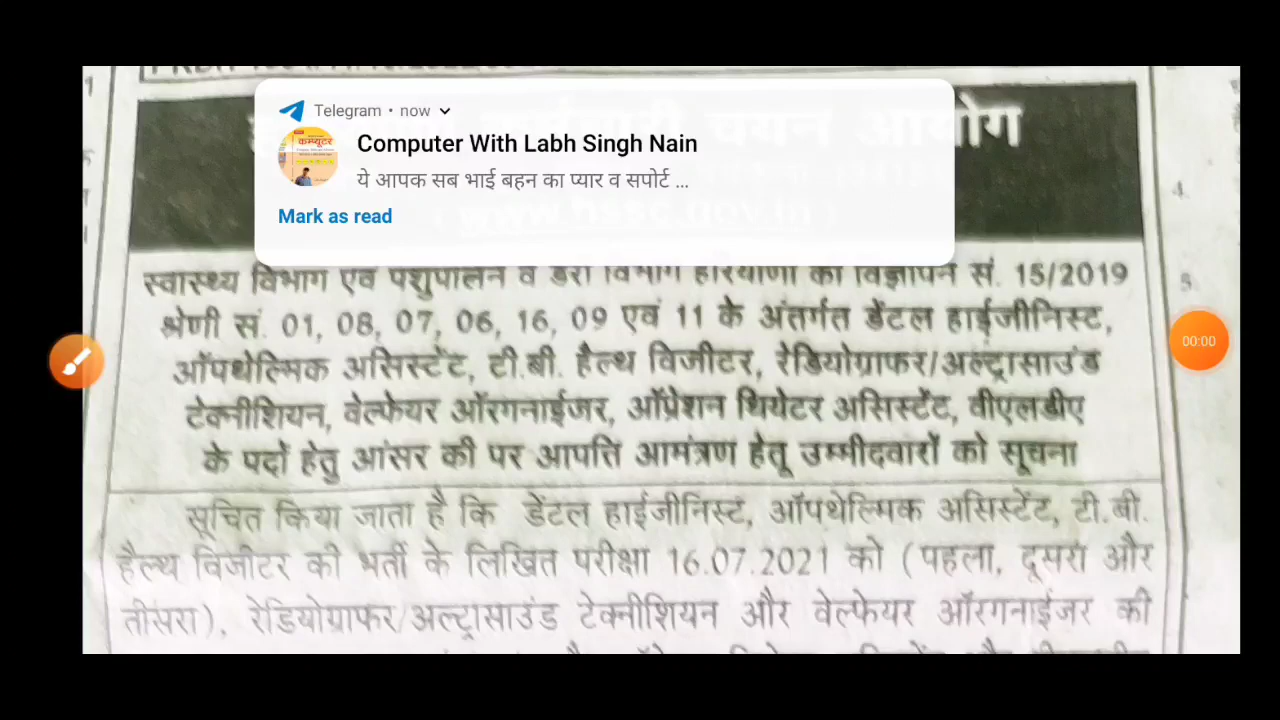 Telegram • now
Computer With Labh Singh Nain
ये आपक सब भाई बहन का प्यार व सपोर्ट ...
Mark as read
आयोग
स्वास्थ्य विभाग एवं पशुपालन व डेरी विभाग हरियाणा की विज्ञापन सं. 15/2019
श्रेणी सं. 01, 08, 07, 06, 16, 09 एवं 11 के अंतर्गत डेंटल हाईजीनिस्ट,
ऑपथेल्मिक असिस्टेंट, टी.बी. हैल्थ विजीटर, रेडियोग्राफर/अल्ट्रासाउंड
टेक्नीशियन, वेल्फेयर ऑरगनाईजर, ऑप्रेशन थियेटर असिस्टेंट, वीएलडीए
के पदों हेतु आंसर की पर आपत्ति आमंत्रण हेतू उम्मीदवारों को सूचना
सूचित किया जाता है कि डेंटल हाईजीनिस्ट, ऑपथेल्मिक असिस्टेंट, टी.बी.
हैल्थ विजीटर की भर्ती के लिखित परीक्षा 16.07.2021 को (पहला, दूसरा और
तीसरा), रेडियोग्राफर/अल्ट्रासाउंड टेक्नीशियन और वेल्फेयर ऑरगनाईजर की
00:00